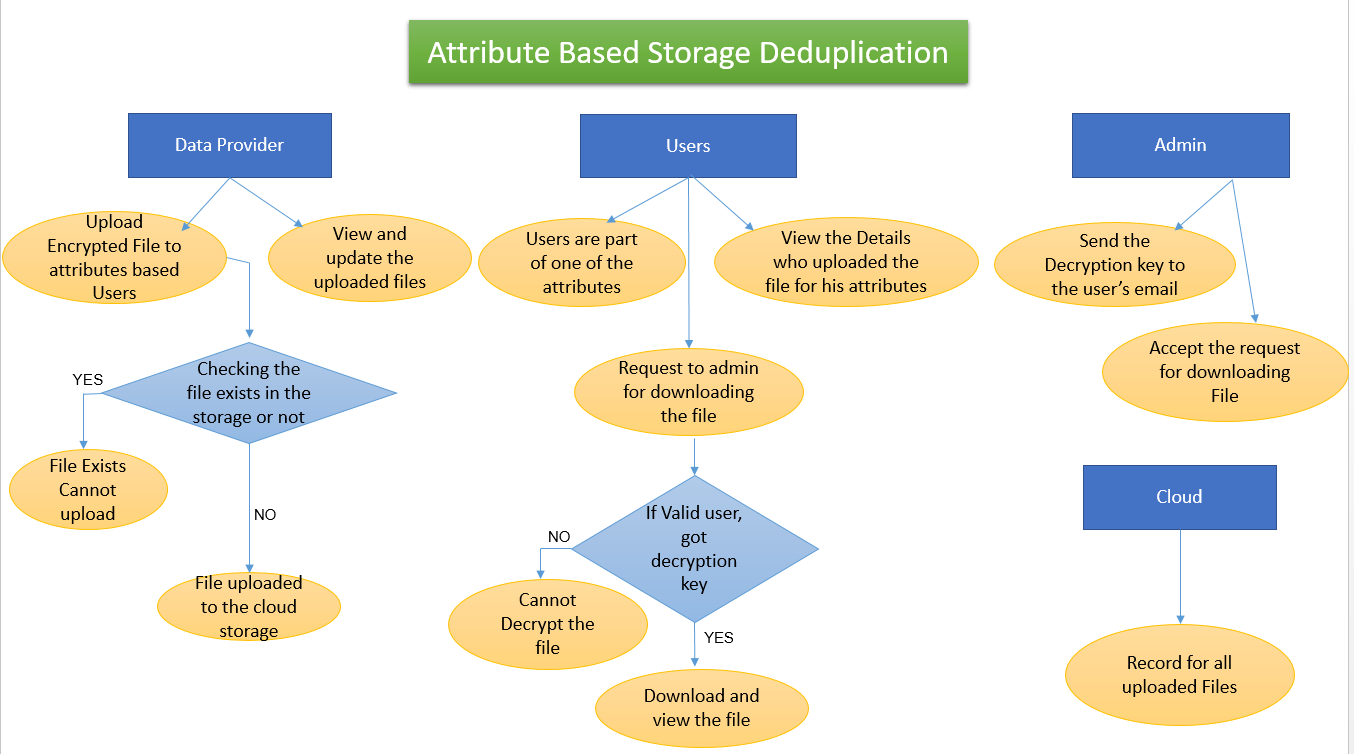 Attribute Based Storage Deduplication
Data Provider
Upload
Encrypted File to
attributes based
Users
View and
update the
uploaded files
Checking the
file exists in the
storage or not
YES
File Exists
Cannot
upload
NO
File uploaded
to the cloud
storage
Users
Users are part
of one of the
attributes
View the Details
who uploaded the
file for his attributes
Request to admin
for downloading
the file
If Valid user,
got
decryption
key
NO
Cannot
Decrypt the
file
YES
Download and
view the file
Admin
Send the
Decryption key to
the user’s email
Accept the request
for downloading
File
Cloud
Record for all
uploaded Files